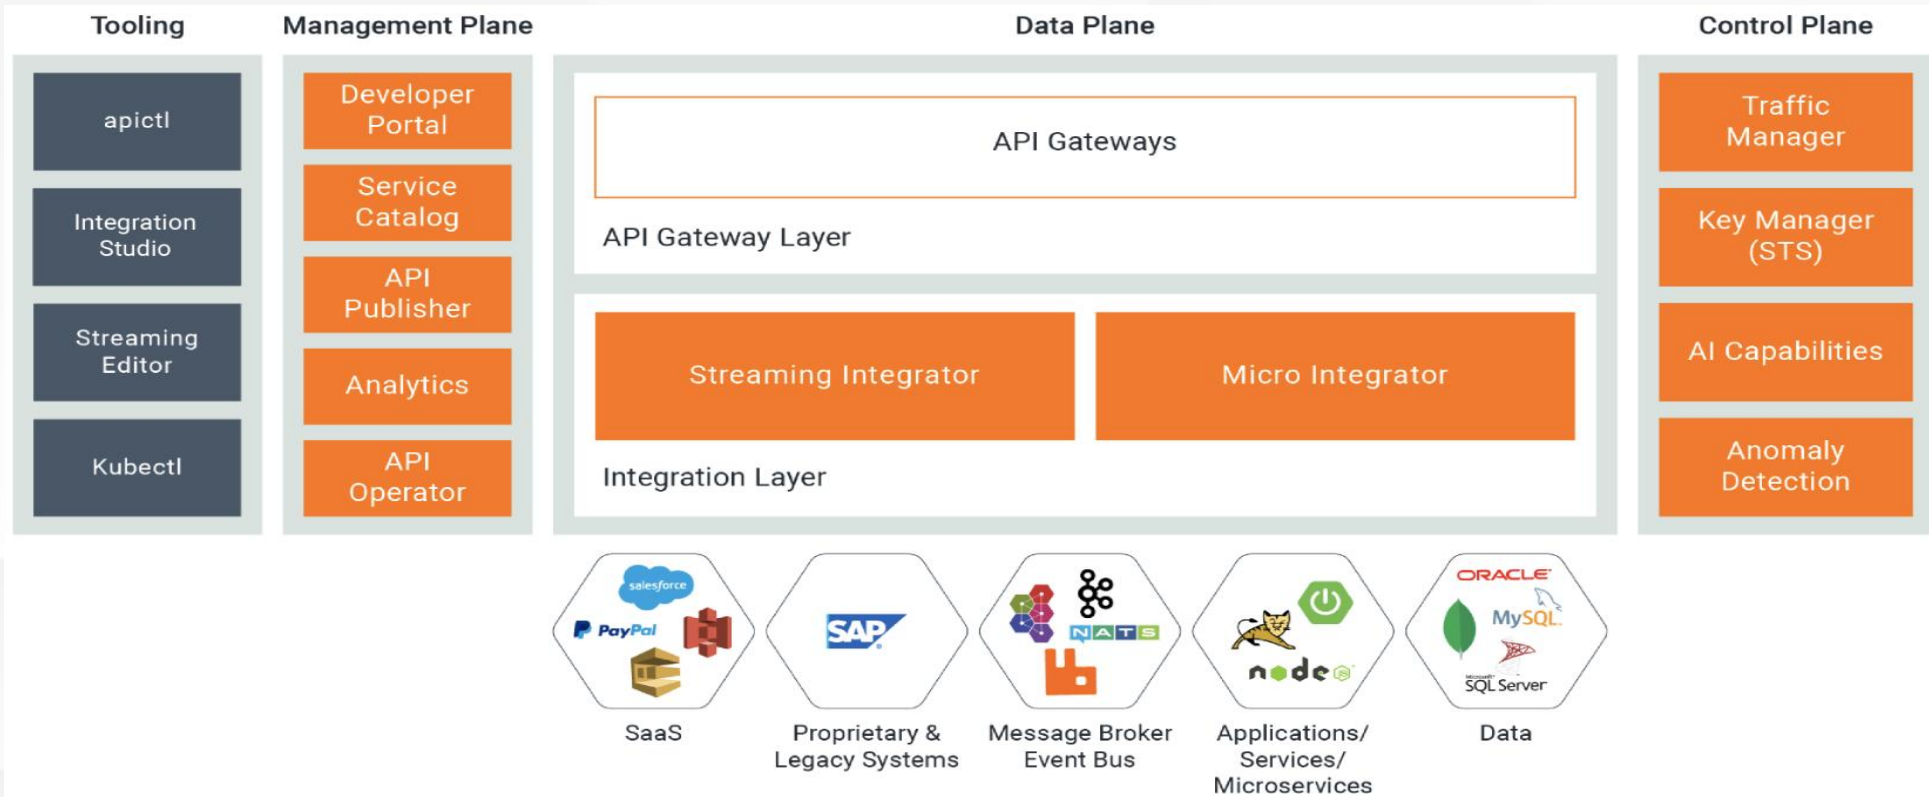 Tooling
Management Plane
Data Plane
Control Plane
apictl
Integration
Studio
Streaming
Editor
Kubectl
Developer
Portal
Service
Catalog
API
Publisher
Analytics
API
Operator
API Gateways
API Gateway Layer
Streaming Integrator
Micro Integrator
Integration Layer
Traffic
Manager
Key Manager
(STS)
AI Capabilities
Anomaly
Detection
salesforce
PayPal
SaaS
SAP
Proprietary &
Legacy Systems
NATS
Message Broker
Event Bus
node
Applications/
Services/
Microservices
ORACLE
MySQL
Microsoft
SQL Server
Data